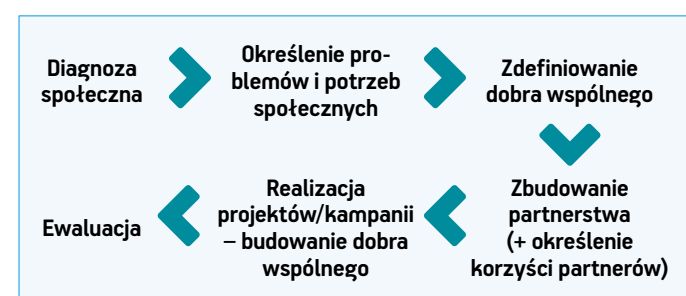 Diagnoza
społeczna
Określenie pro-
blemów i potrzeb
społecznych
Zdefiniowanie
dobra wspólnego
Zbudowanie
partnerstwa
(+ określenie
korzyści partnerów)
Realizacja
projektów/kampanii
– budowanie dobra
wspólnego
Ewaluacja